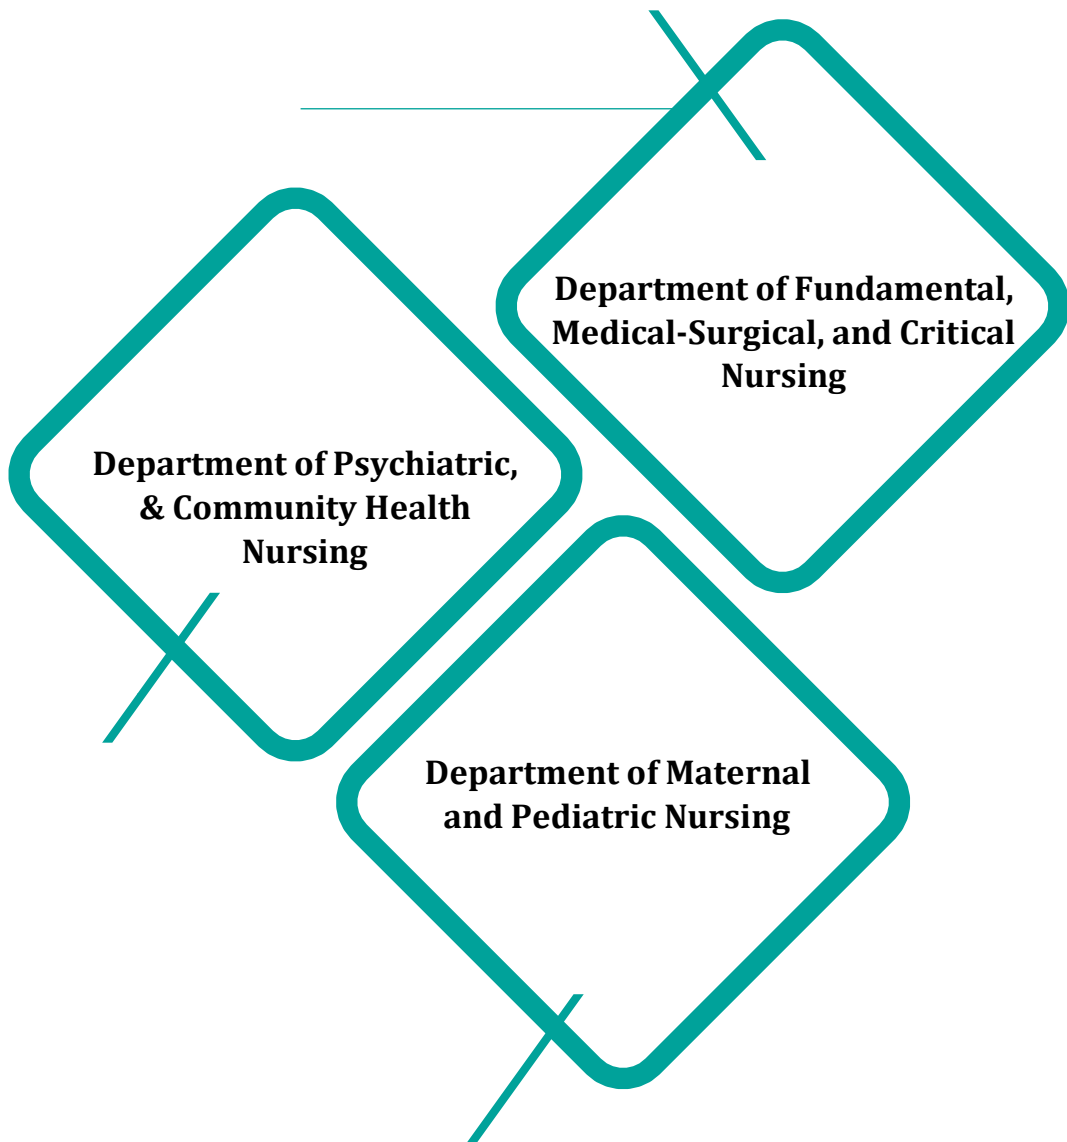 Department of Fundamental,
Medical-Surgical, and Critical
Nursing
Department of Psychiatric,
& Community Health
Nursing
Department of Maternal
and Pediatric Nursing